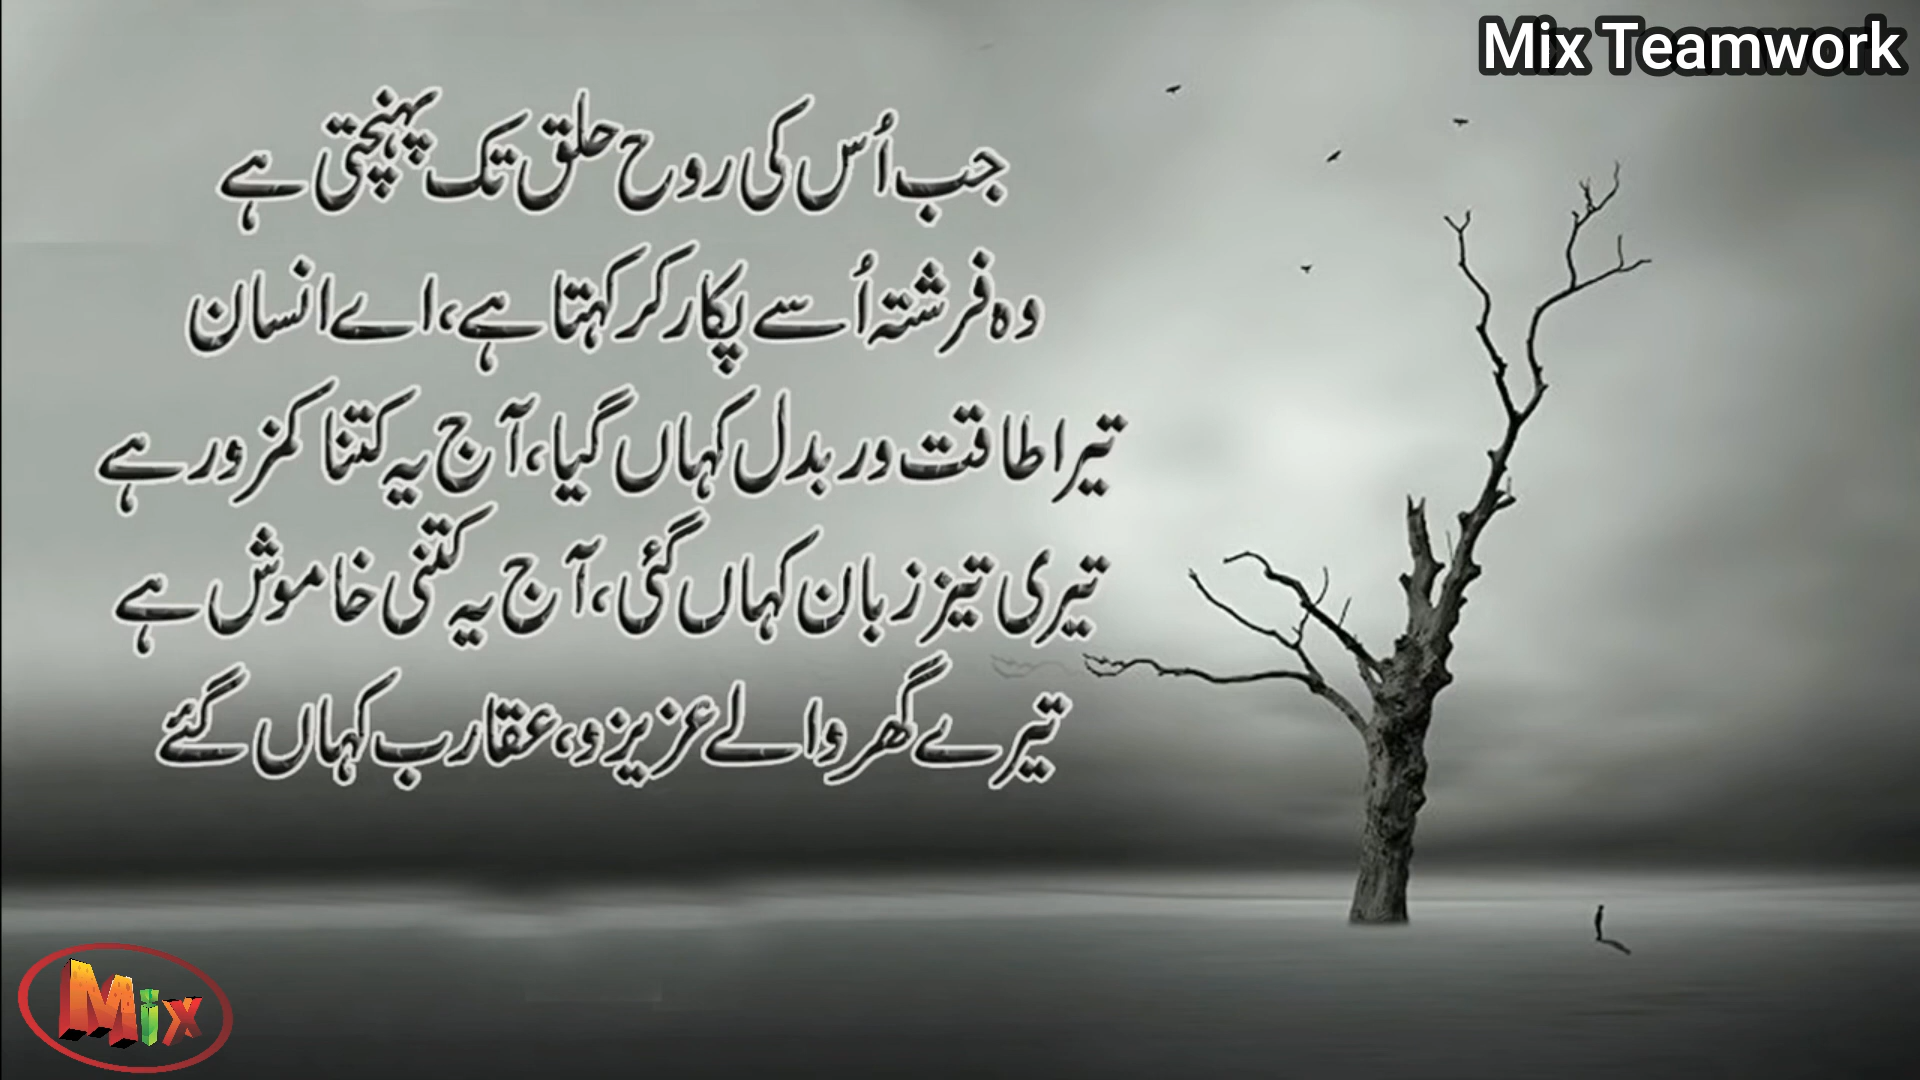 Mix Teamwork
جب اُس کی روح حلق تک پہنچتی ہے
وہ فرشتہ اُسے پکار کر کہتا ہے، اے انسان
تیرا طاقت ور بدل کہاں گیا، آج یہ کتنا کمزور ہے
تیری تیز زبان کہاں گئی، آج یہ کتنی خاموش ہے
تیرے گھر والے عزیز و، عقارب کہاں گئے
Mix